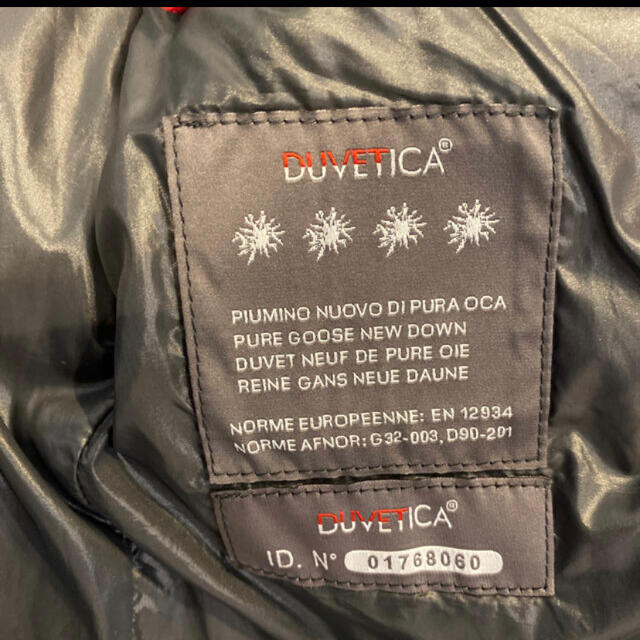 DUVETICA®
PIUMINO NUOVO DI PURA OCA
PURE GOOSE NEW DOWN
DUVET NEUF DE PURE OIE
REINE GANS NEUE DAUNE
NORME EUROPEENNE: EN 12934
NORME AFNOR: G32-003, D90-201
DUVETICA®
ID. N° 01768060